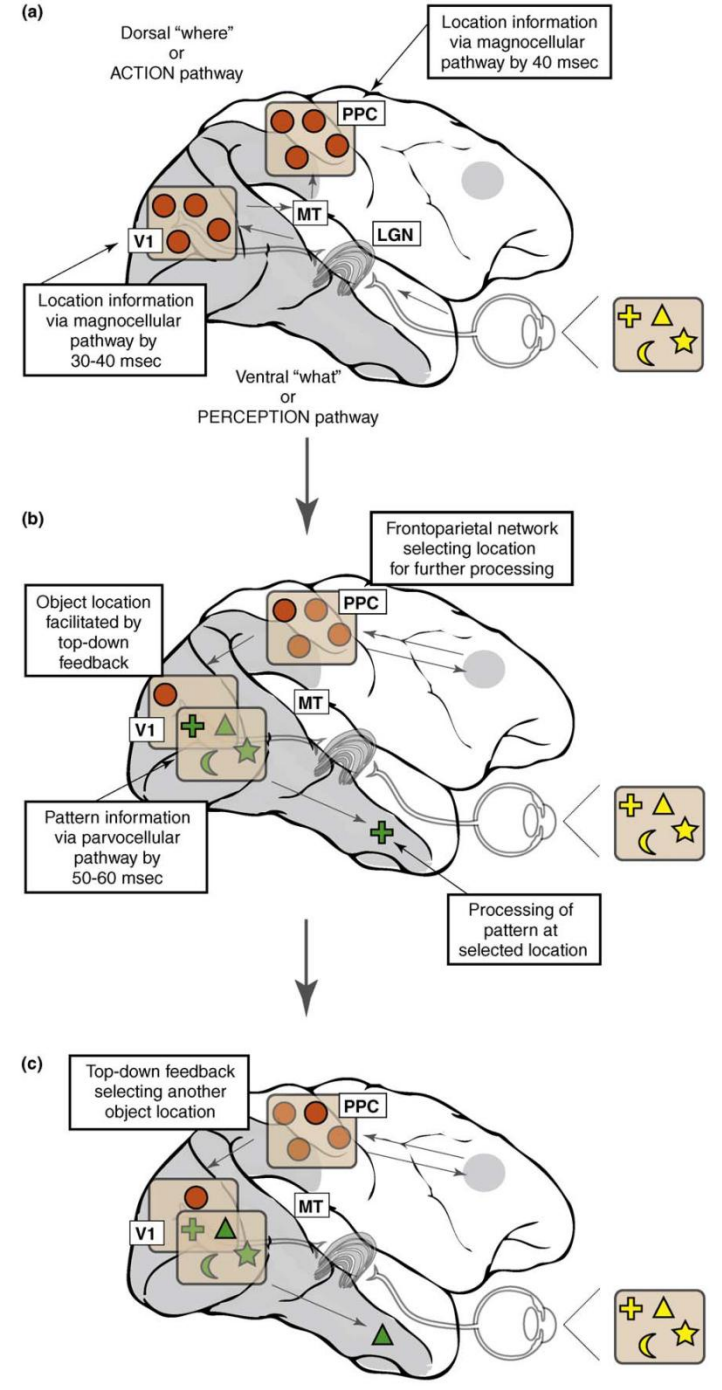 (a)
Dorsal “where”
or
ACTION pathway
Location information
via magnocellular
pathway by 40 msec
PPC
MT
V1
LGN
Location information
via magnocellular
pathway by
30-40 msec
Ventral “what”
or
PERCEPTION pathway
(b)
Frontoparietal network
selecting location
for further processing
Object location
facilitated by
top-down
feedback
PPC
MT
V1
Pattern information
via parvocellular
pathway by
50-60 msec
Processing of
pattern at
selected location
(c)
Top-down feedback
selecting another
object location
PPC
MT
V1